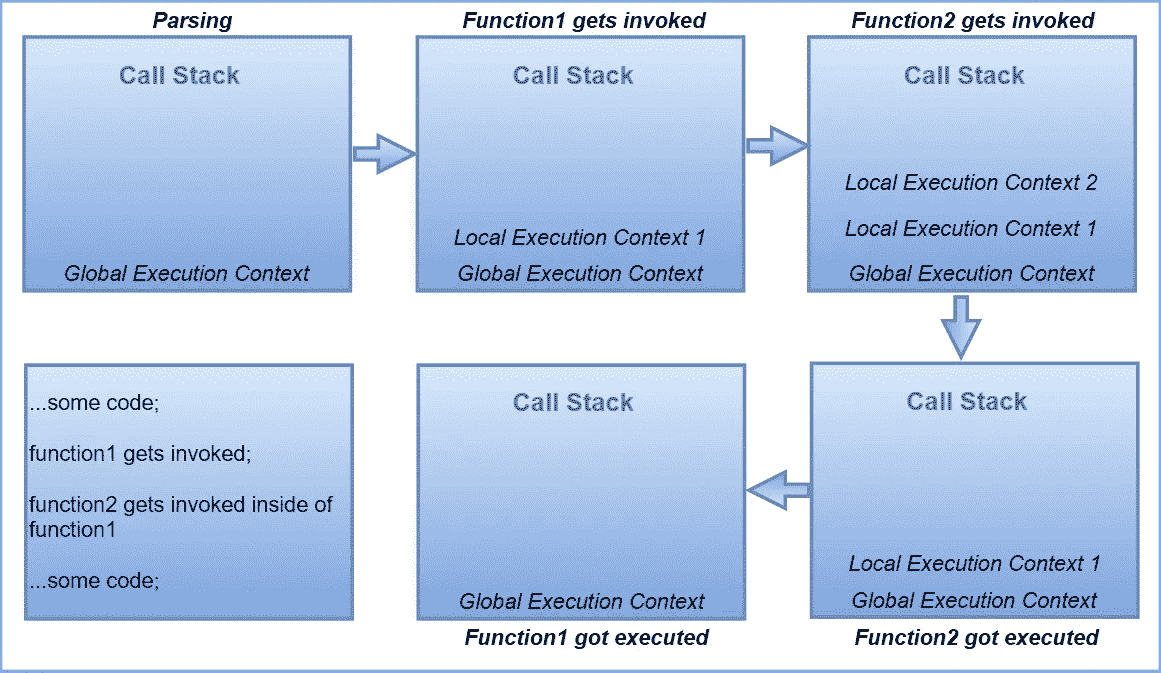 Parsing
Call Stack
Global Execution Context
Function1 gets invoked
Call Stack
Local Execution Context 1
Global Execution Context
Function2 gets invoked
Call Stack
Local Execution Context 2
Local Execution Context 1
Global Execution Context
Call Stack
Local Execution Context 1
Global Execution Context
Function2 got executed
Call Stack
Global Execution Context
Function1 got executed
...some code;
function1 gets invoked;
function2 gets invoked inside of
function1
...some code;